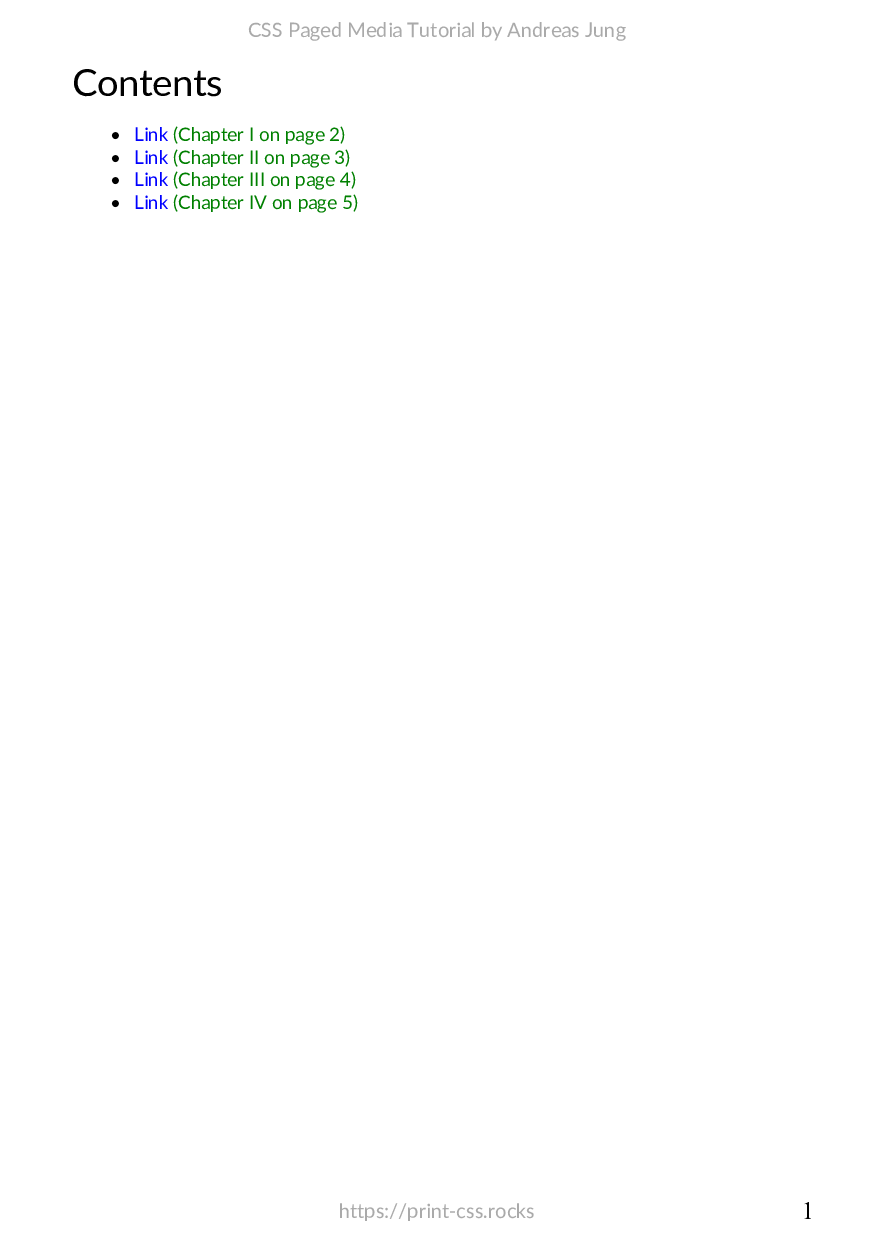 CSS Paged Media Tutorial by Andreas Jung
Contents
• Link (Chapter I on page 2)
• Link (Chapter II on page 3)
• Link (Chapter III on page 4)
• Link (Chapter IV on page 5)
https://print-css.rocks 1